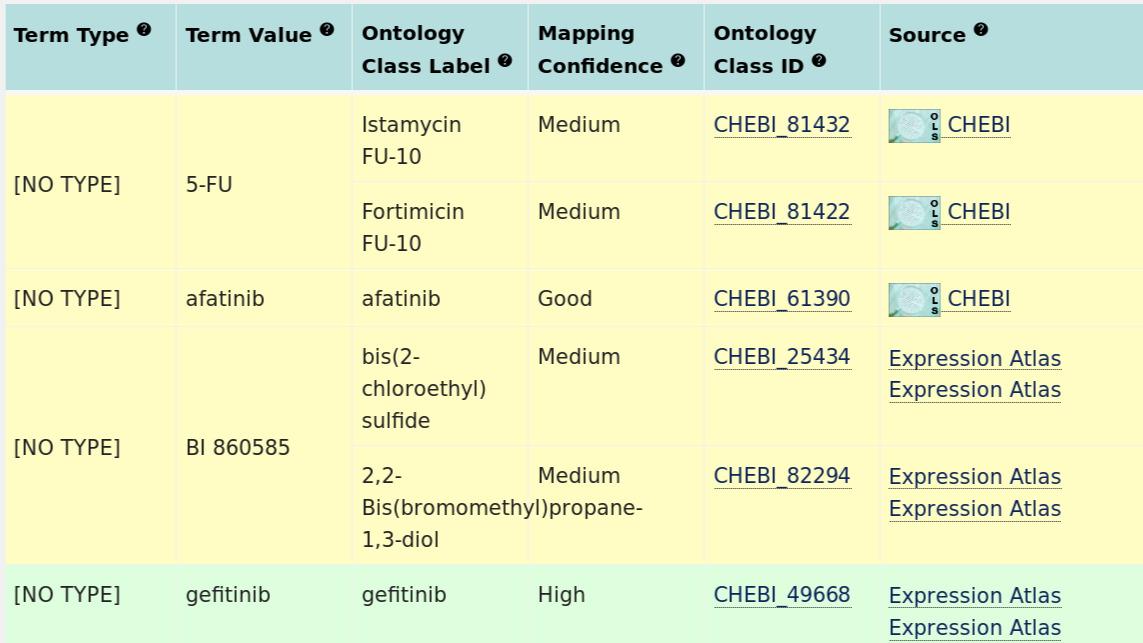 Term Type ?
Term Value ?
Ontology Class Label ?
Mapping Confidence ?
Ontology Class ID ?
Source ?
[NO TYPE]
5-FU
Istamycin
FU-10
Medium
CHEBI_81432
OLS CHEBI
Fortimicin
FU-10
Medium
CHEBI_81422
OLS CHEBI
[NO TYPE]
afatinib
afatinib
Good
CHEBI_61390
OLS CHEBI
[NO TYPE]
BI 860585
bis(2-
chloroethyl)
sulfide
Medium
CHEBI_25434
Expression Atlas
Expression Atlas
2,2-
Bis(bromomethyl)propane-
1,3-diol
Medium
CHEBI_82294
Expression Atlas
Expression Atlas
[NO TYPE]
gefitinib
gefitinib
High
CHEBI_49668
Expression Atlas
Expression Atlas